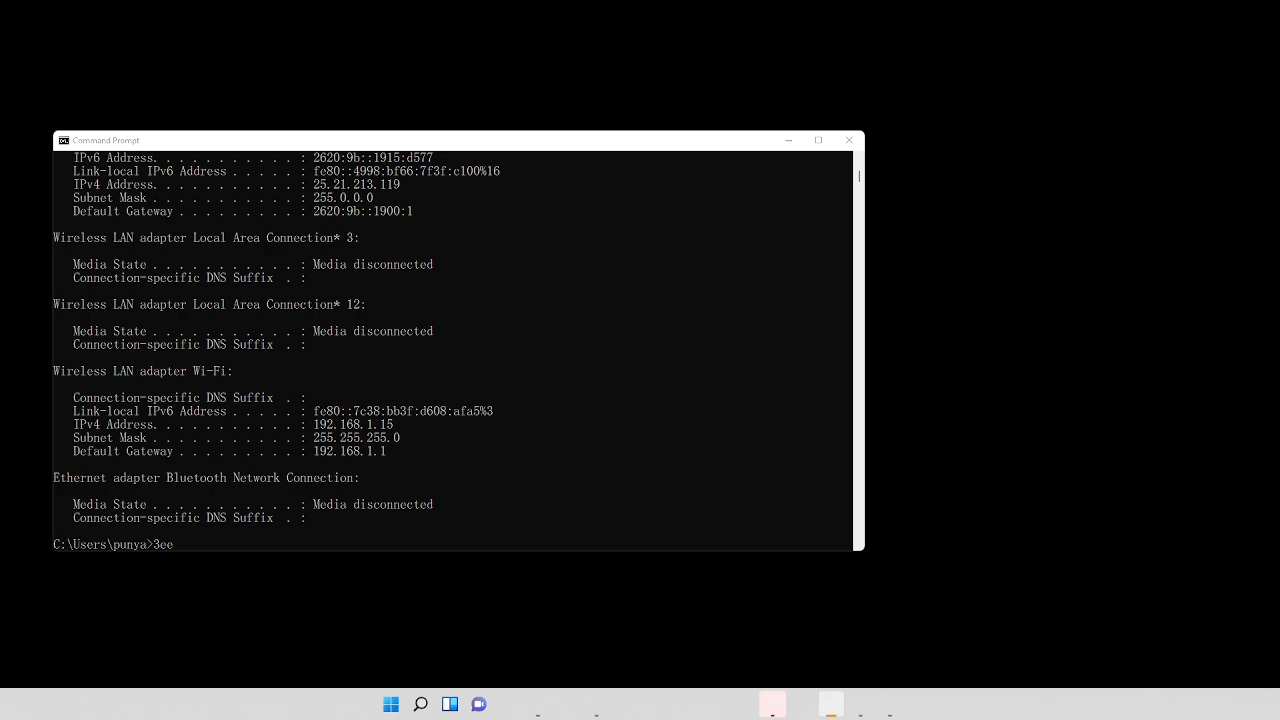 Command Prompt
IPv6 Address. . . . . . . . . . . : 2620:9b::1915:d577
Link-local IPv6 Address . . . . . : fe80::4998:bf66:7f3f:c100%16
IPv4 Address. . . . . . . . . . . : 25.21.213.119
Subnet Mask . . . . . . . . . . . : 255.0.0.0
Default Gateway . . . . . . . . . : 2620:9b::1900:1
Wireless LAN adapter Local Area Connection* 3:
Media State . . . . . . . . . . . : Media disconnected
Connection-specific DNS Suffix  . :
Wireless LAN adapter Local Area Connection* 12:
Media State . . . . . . . . . . . : Media disconnected
Connection-specific DNS Suffix  . :
Wireless LAN adapter Wi-Fi:
Connection-specific DNS Suffix  . :
Link-local IPv6 Address . . . . . : fe80::7c38:bb3f:d608:afa5%3
IPv4 Address. . . . . . . . . . . : 192.168.1.15
Subnet Mask . . . . . . . . . . . : 255.255.255.0
Default Gateway . . . . . . . . . : 192.168.1.1
Ethernet adapter Bluetooth Network Connection:
Media State . . . . . . . . . . . : Media disconnected
Connection-specific DNS Suffix  . :
C:\Users\punya>3ee